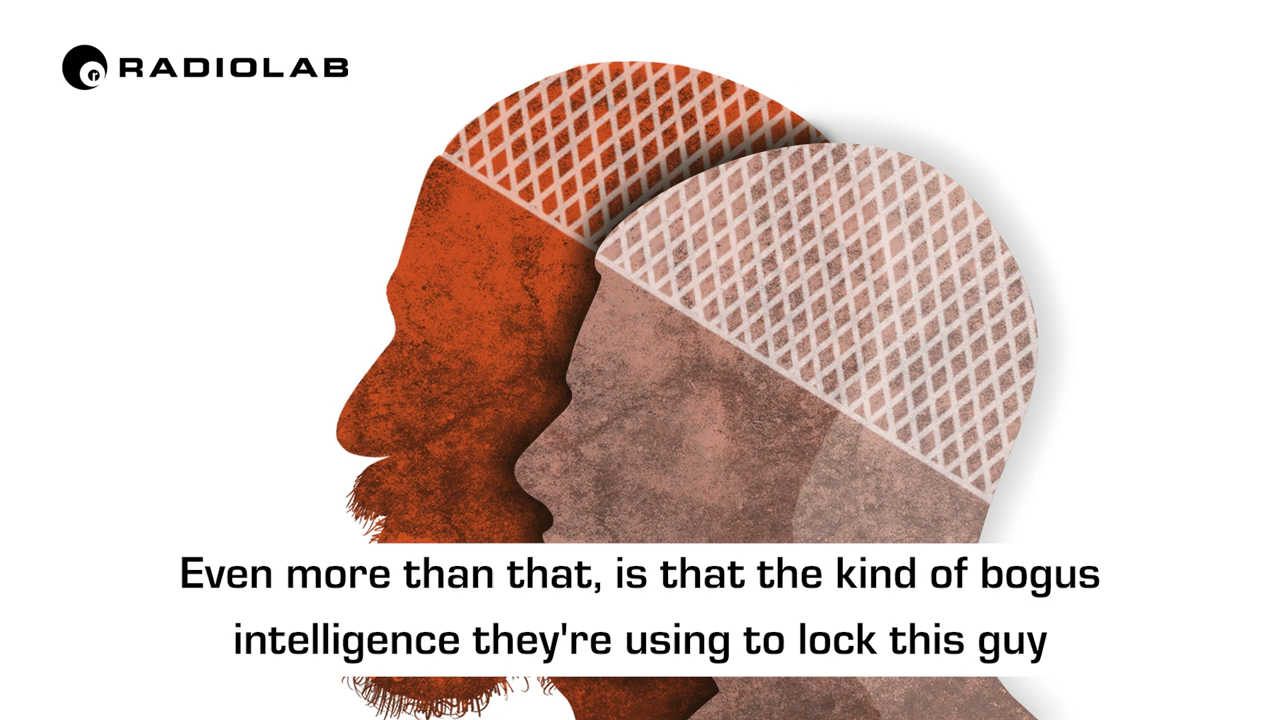 RADIOLAB
Even more than that, is that the kind of bogus
intelligence they're using to lock this guy